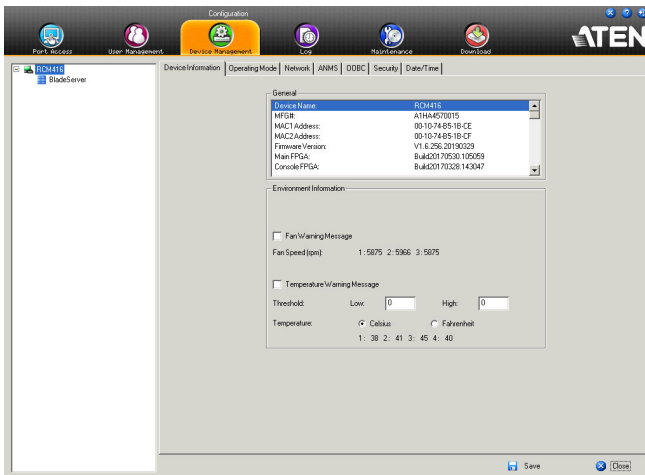 Configuration
Port Access
User Management
Device Management
Log
Maintenance
Download
ATEN
RCM416
BladeServer
Device Information
Operating Mode
Network
ANMS
OOBC
Security
Date/Time
General
Device Name: RCM416
MFG#: A1HA4570015
MAC1 Address: 00-10-74-B5-1B-CE
MAC2 Address: 00-10-74-B5-1B-CF
Firmware Version: V1.6.256.20190329
Main FPGA: Build20170530.105059
Console FPGA: Build20170328.143047
Environment Information
Fan Warning Message
Fan Speed (rpm): 1:5875 2:5966 3:5875
Temperature Warning Message
Threshold: Low: 0 High: 0
Temperature: Celsius Fahrenheit
1: 38 2: 41 3: 45 4: 40
Save
Close